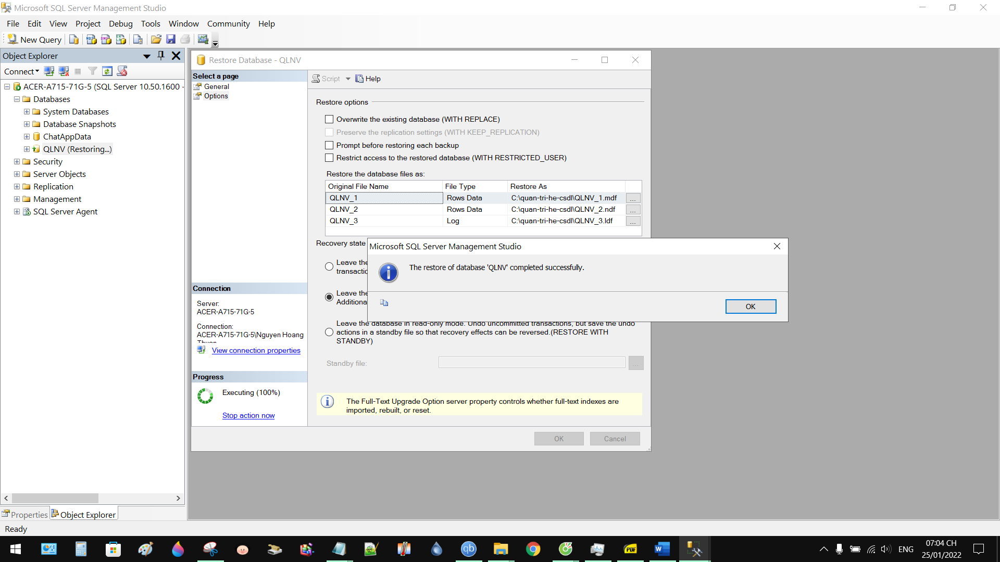 Microsoft SQL Server Management Studio
File Edit View Project Debug Tools Window Community Help
New Query
Object Explorer
Connect
ACER-A715-71G-5 (SQL Server 10.50.1600 -
Databases
System Databases
Database Snapshots
ChatAppData
QLNV (Restoring...)
Security
Server Objects
Replication
Management
SQL Server Agent
Properties
Object Explorer
Ready
Restore Database - QLNV
Select a page
General
Options
Connection
Server:
ACER-A715-71G-5
Connection:
ACER-A715-71G-5\Nguyen Hoang
View connection properties
Progress
Executing (100%)
Stop action now
Script Help
Restore options
Overwrite the existing database (WITH REPLACE)
Preserve the replication settings (WITH KEEP_REPLICATION)
Prompt before restoring each backup
Restrict access to the restored database (WITH RESTRICTED_USER)
Restore the database files as:
Original File Name File Type Restore As
QLNV_1 Rows Data C:\quan-tri-he-csdl\QLNV_1.mdf ...
QLNV_2 Rows Data C:\quan-tri-he-csdl\QLNV_2.ndf ...
QLNV_3 Log C:\quan-tri-he-csdl\QLNV_3.ldf ...
Recovery state
Leave the
Leave the
Leave the database in read-only mode. Undo uncommitted transactions, but save the undo
actions in a standby file so that recovery effects can be reversed.(RESTORE WITH
STANDBY)
Standby file:
...
The Full-Text Upgrade Option server property controls whether full-text indexes are
imported, rebuilt, or reset.
OK Cancel
Microsoft SQL Server Management Studio
The restore of database 'QLNV' completed successfully.
OK
qb
PDF
W
ENG
07:04 CH
25/01/2022